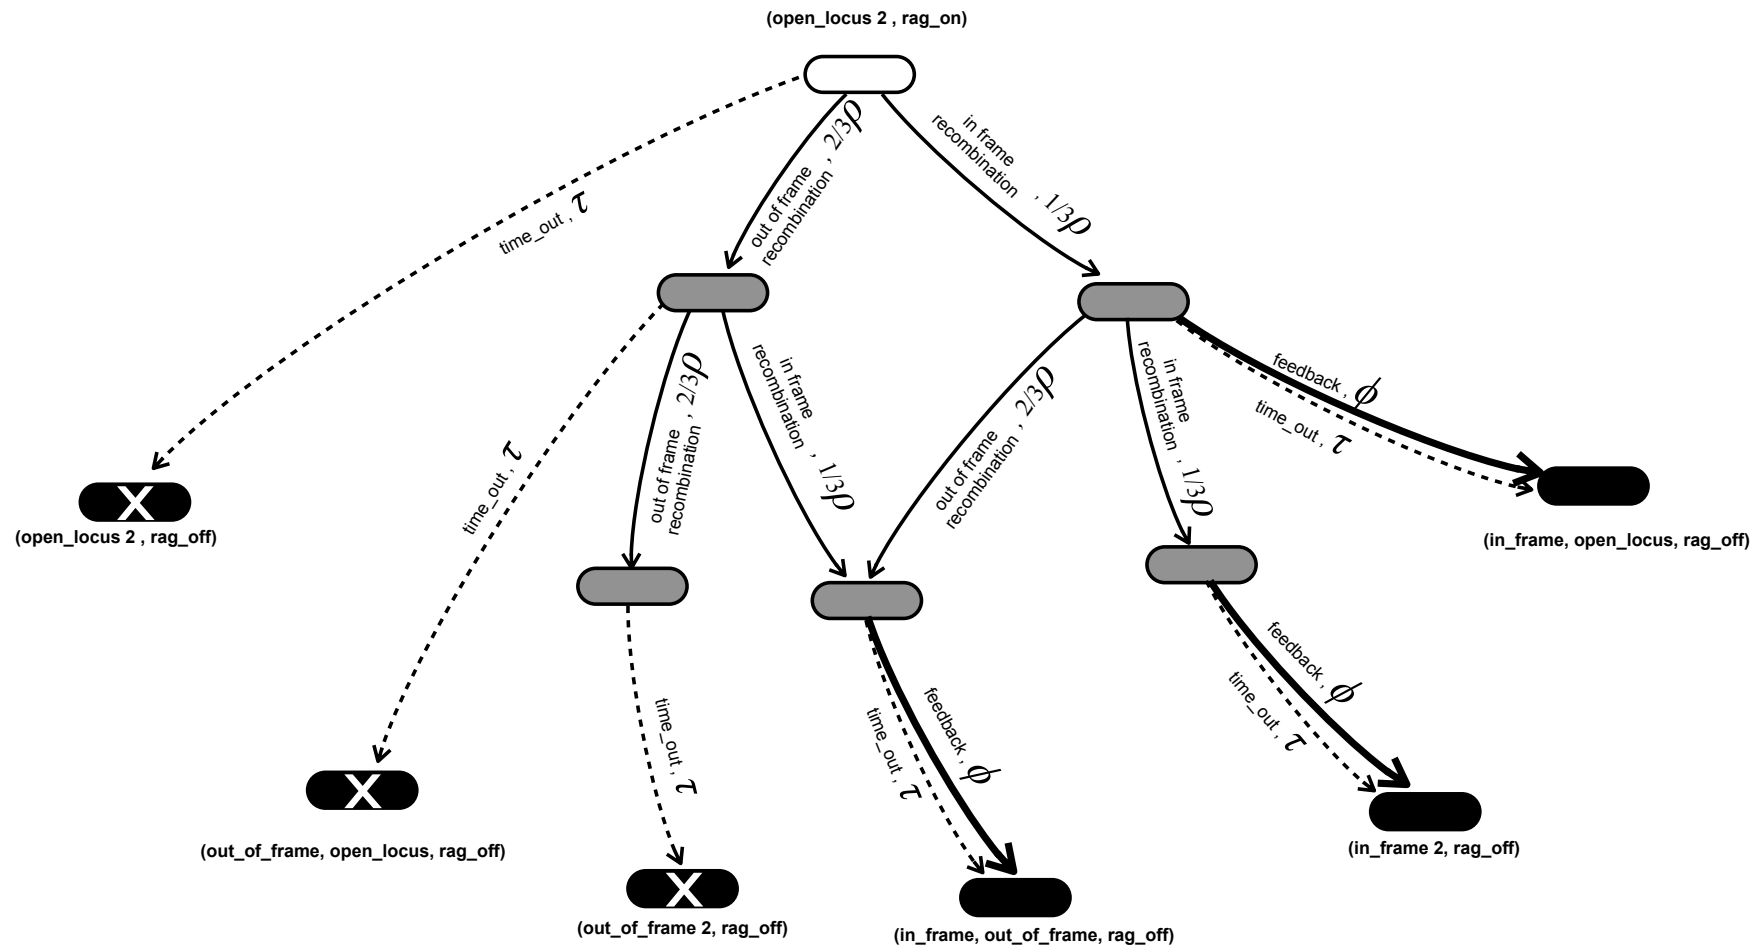 (open_locus 2 , rag_on)
time_out , τ
out of frame
recombination , 2/3ρ
in frame
recombination , 1/3ρ
time_out , τ
out of frame
recombination , 2/3ρ
in frame
recombination , 1/3ρ
out of frame
recombination , 2/3ρ
in frame
recombination , 1/3ρ
feedback , ϕ
time_out , τ
X
(open_locus 2 , rag_off)
(in_frame, open_locus, rag_off)
time_out , τ
feedback , ϕ
time_out , τ
feedback , ϕ
time_out , τ
X
(out_of_frame, open_locus, rag_off)
(in_frame 2, rag_off)
X
(out_of_frame 2, rag_off)
(in_frame, out_of_frame, rag_off)